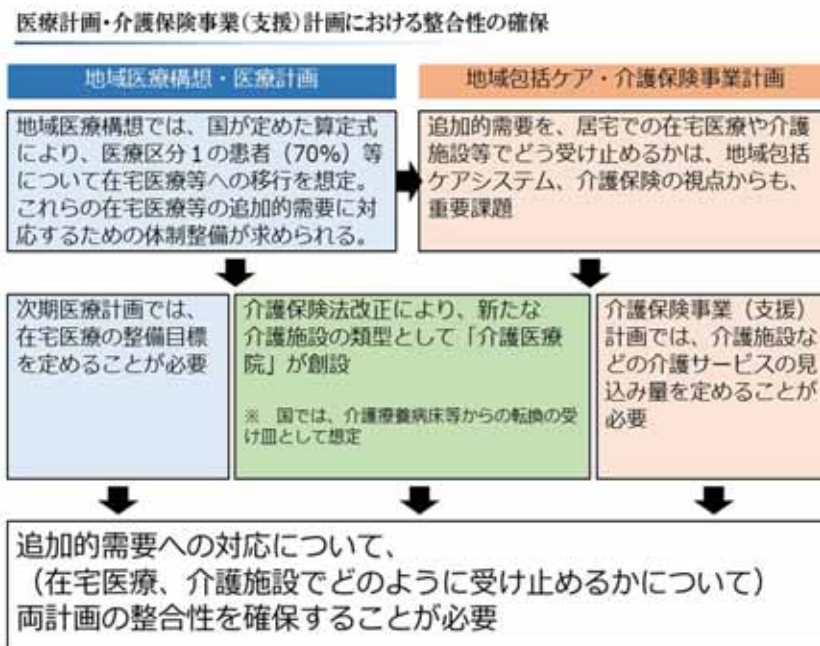 医療計画・介護保険事業(支援)計画における整合性の確保
地域医療構想・医療計画
地域医療構想では、国が定めた算定式
により、医療区分1の患者（70%）等
について在宅医療等への移行を想定。
これらの在宅医療等の追加的需要に対
応するための体制整備が求められる。
地域包括ケア・介護保険事業計画
追加的需要を、居宅での在宅医療や介護
施設等でどう受け止めるかは、地域包括
ケアシステム、介護保険の視点からも、
重要課題
次期医療計画では、
在宅医療の整備目標
を定めることが必要
介護保険法改正により、新たな
介護施設の類型として「介護医療
院」が創設
※　国では、介護療養病床等からの転換の受
け皿として想定
介護保険事業（支援）
計画では、介護施設な
どの介護サービスの見
込み量を定めることが
必要
追加的需要への対応について、
（在宅医療、介護施設でどのように受け止めるかについて）
両計画の整合性を確保することが必要